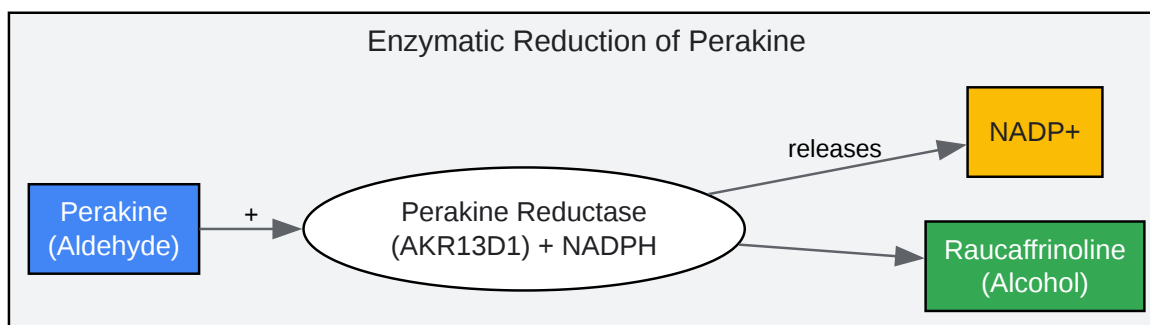 Enzymatic Reduction of Perakine
Perakine
(Aldehyde)
+
Perakine Reductase
(AKR13D1) + NADPH
releases
NADP+
Raucaffrinoline
(Alcohol)